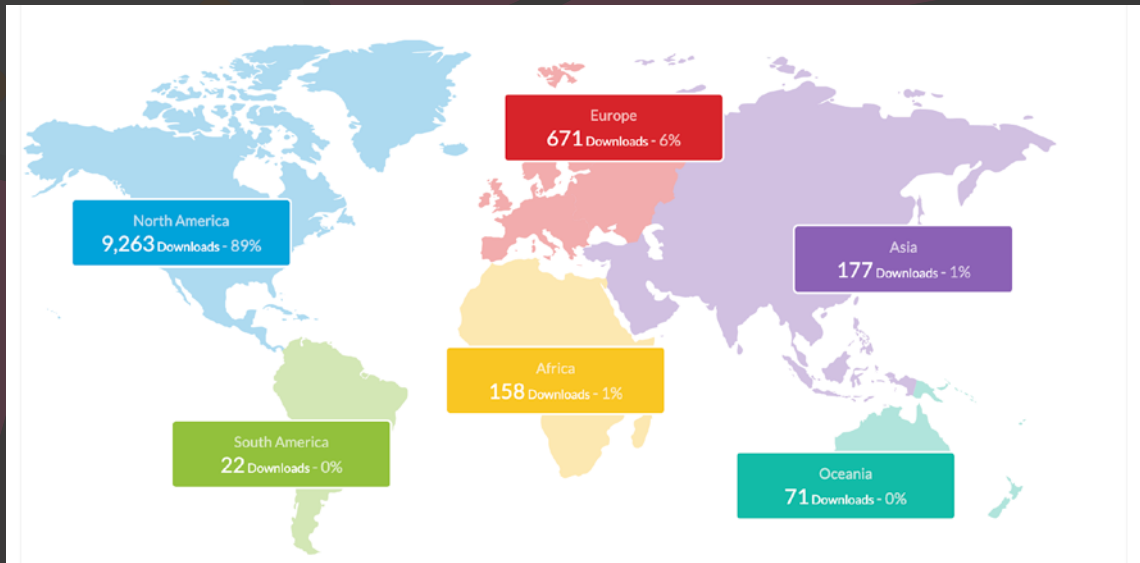 Europe
671 Downloads - 6%
North America
9,263 Downloads - 89%
Asia
177 Downloads - 1%
Africa
158 Downloads - 1%
South America
22 Downloads - 0%
Oceania
71 Downloads - 0%